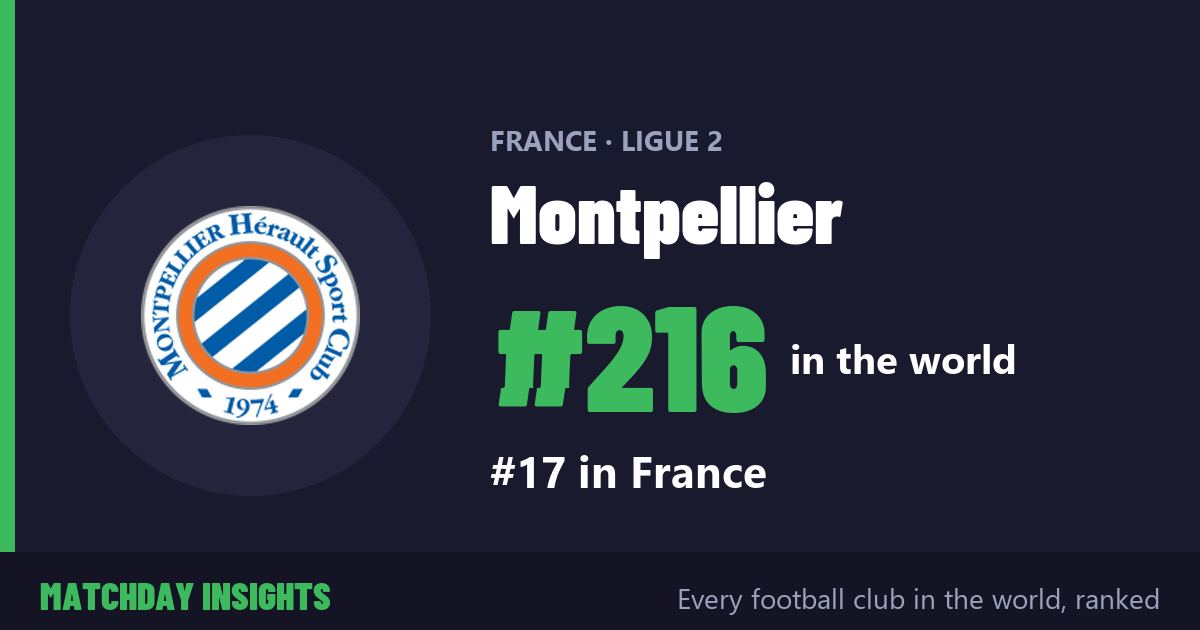 FRANCE · LIGUE 2
Montpellier
MONTPELLIER Hérault Sport Club
1974
#216 in the world
#17 in France
MATCHDAY INSIGHTS
Every football club in the world, ranked